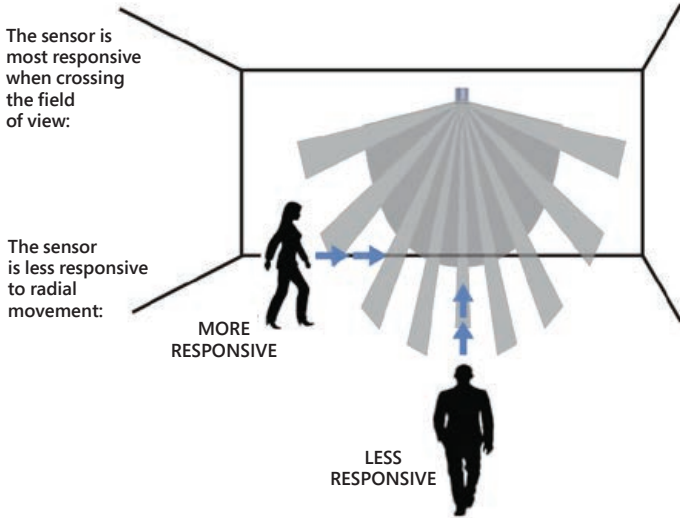 The sensor is
most responsive
when crossing
the field
of view:
The sensor
is less responsive
to radial
movement:
MORE
RESPONSIVE
LESS
RESPONSIVE